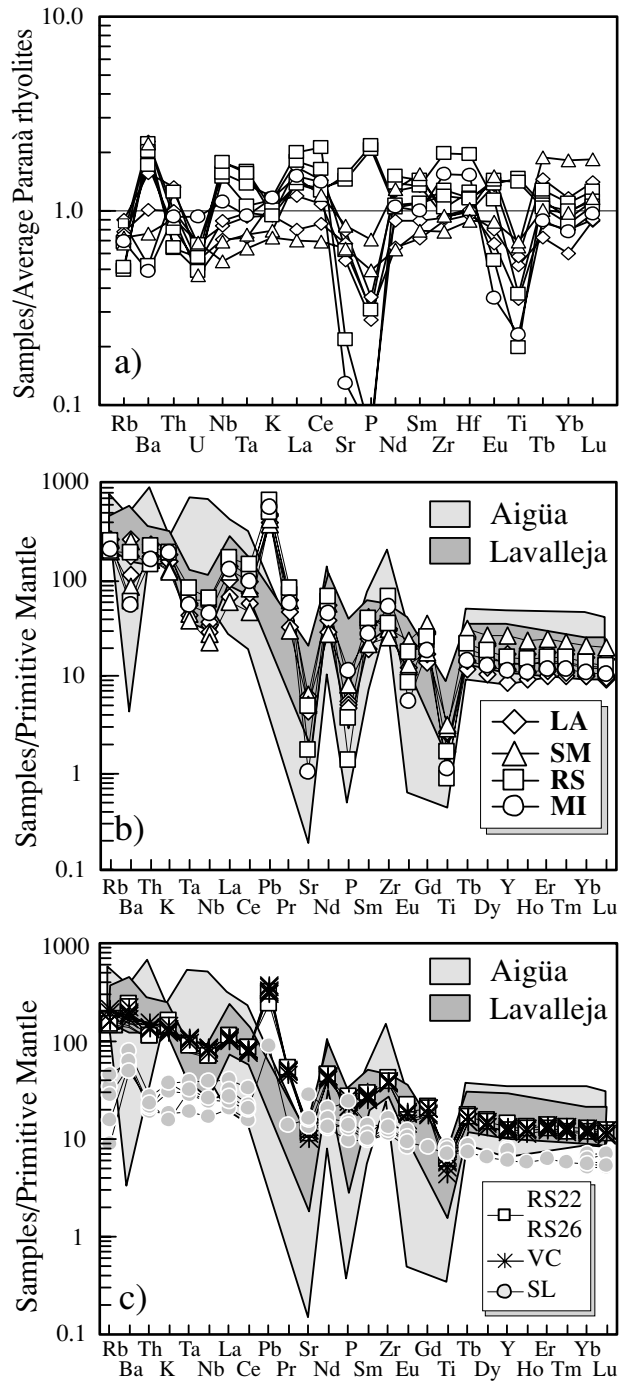 Samples/Average Paranà rhyolites
10.0
1.0
0.1
a)
Rb Th Nb K Ce P Sm Hf Ti Yb
Ba U Ta La Sr Nd Zr Eu Tb Lu
Samples/Primitive Mantle
1000
100
10
1
0.1
Aigüa
Lavalleja
LA
SM
RS
MI
b)
Rb Th Ta La Pb Sr P Zr Gd Tb Y Er Yb
Ba K Nb Ce Pr Nd Sm Eu Ti Dy Ho Tm Lu
Samples/Primitive Mantle
1000
100
10
1
0.1
Aigüa
Lavalleja
RS22
RS26
VC
SL
c)
Rb Th Ta La Pb Sr P Zr Gd Tb Y Er Yb
Ba K Nb Ce Pr Nd Sm Eu Ti Dy Ho Tm Lu